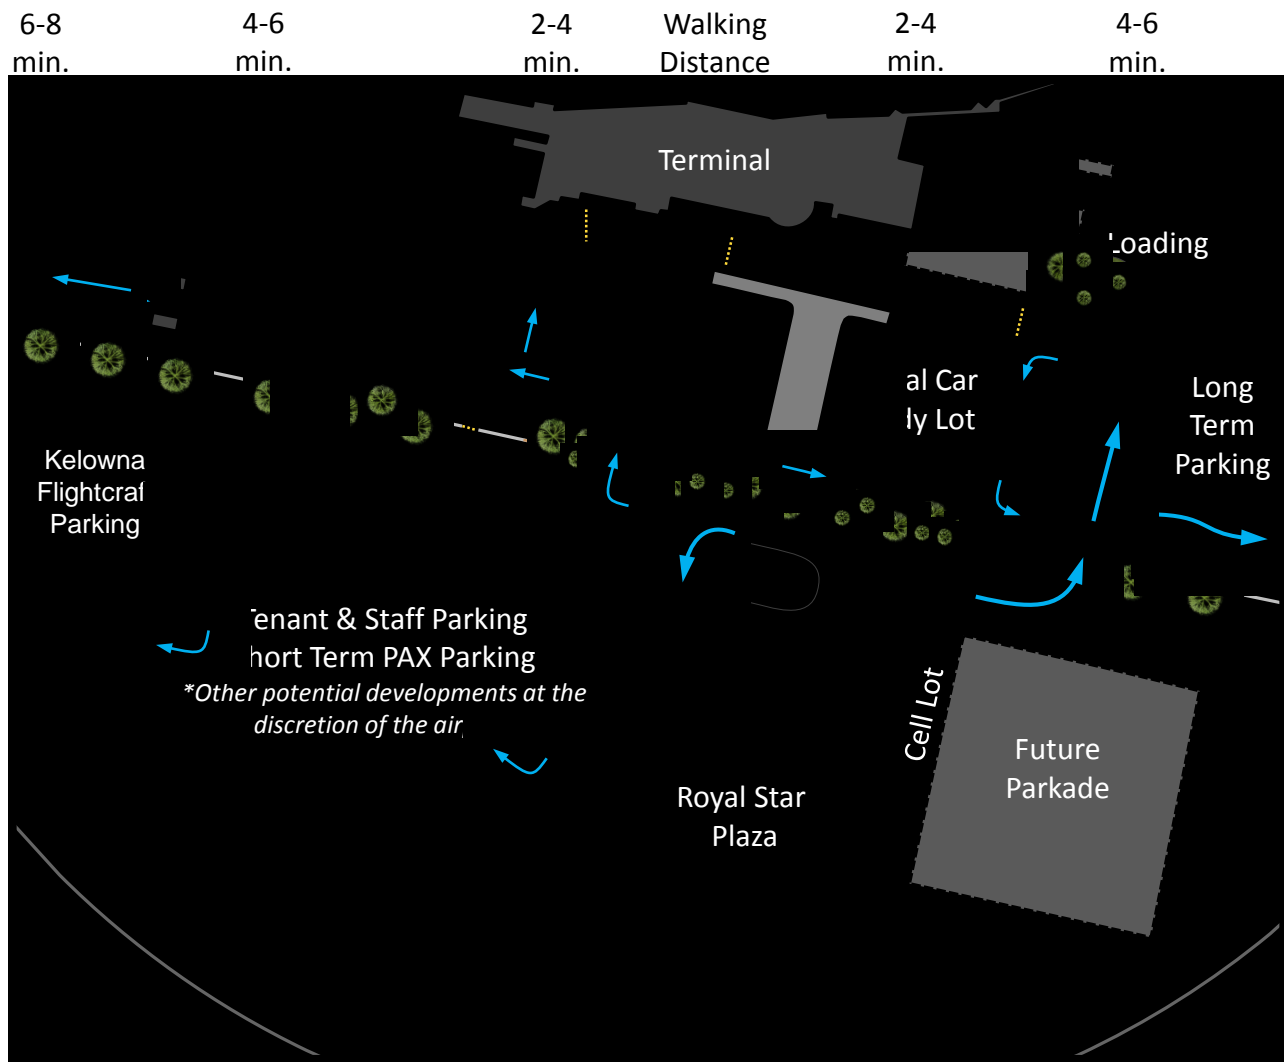 6-8
min.
4-6
min.
2-4
min.
Walking
Distance
2-4
min.
4-6
min.
Terminal
Loading
al Car
dy Lot
Long
Term
Parking
Kelowna
Flightcraf
Parking
Tenant & Staff Parking
hort Term PAX Parking
*Other potential developments at the
discretion of the air
Cell Lot
Future
Parkade
Royal Star
Plaza